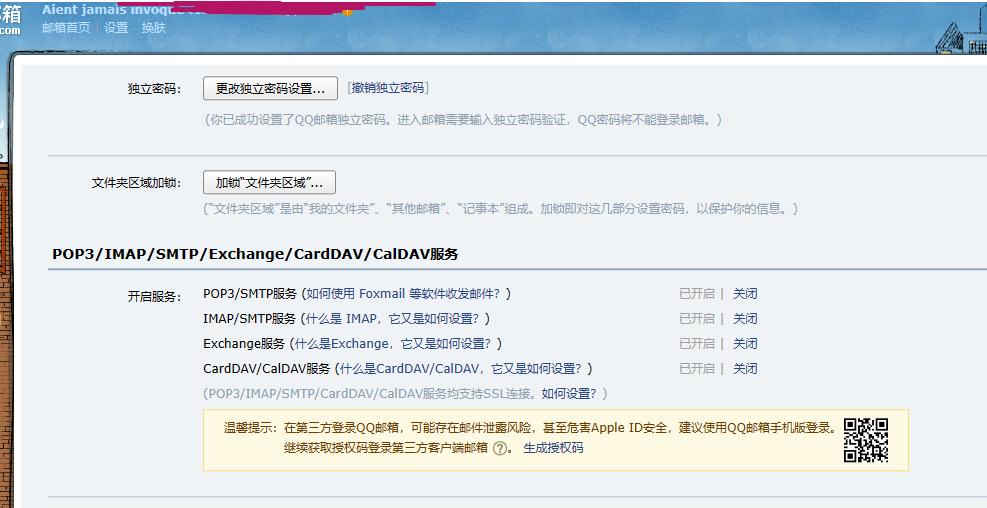 邮箱
.com
Aient jamais invoqué
邮箱首页 | 设置 - 换肤
独立密码： 更改独立密码设置... [撤销独立密码]
(你已成功设置了QQ邮箱独立密码。进入邮箱需要输入独立密码验证，QQ密码将不能登录邮箱。)
文件夹区域加锁： 加锁“文件夹区域”...
(“文件夹区域”是由“我的文件夹”、“其他邮箱”、“记事本”组成。加锁即对这几部分设置密码，以保护你的信息。)
POP3/IMAP/SMTP/Exchange/CardDAV/CalDAV服务
开启服务： POP3/SMTP服务 (如何使用 Foxmail 等软件收发邮件？) 已开启 | 关闭
IMAP/SMTP服务 (什么是 IMAP，它又是如何设置？) 已开启 | 关闭
Exchange服务 (什么是Exchange，它又是如何设置？) 已开启 | 关闭
CardDAV/CalDAV服务 (什么是CardDAV/CalDAV，它又是如何设置？) 已开启 | 关闭
(POP3/IMAP/SMTP/CardDAV/CalDAV服务均支持SSL连接。如何设置？)
温馨提示：在第三方登录QQ邮箱，可能存在邮件泄露风险，甚至危害Apple ID安全，建议使用QQ邮箱手机版登录。
继续获取授权码登录第三方客户端邮箱 ?。 生成授权码